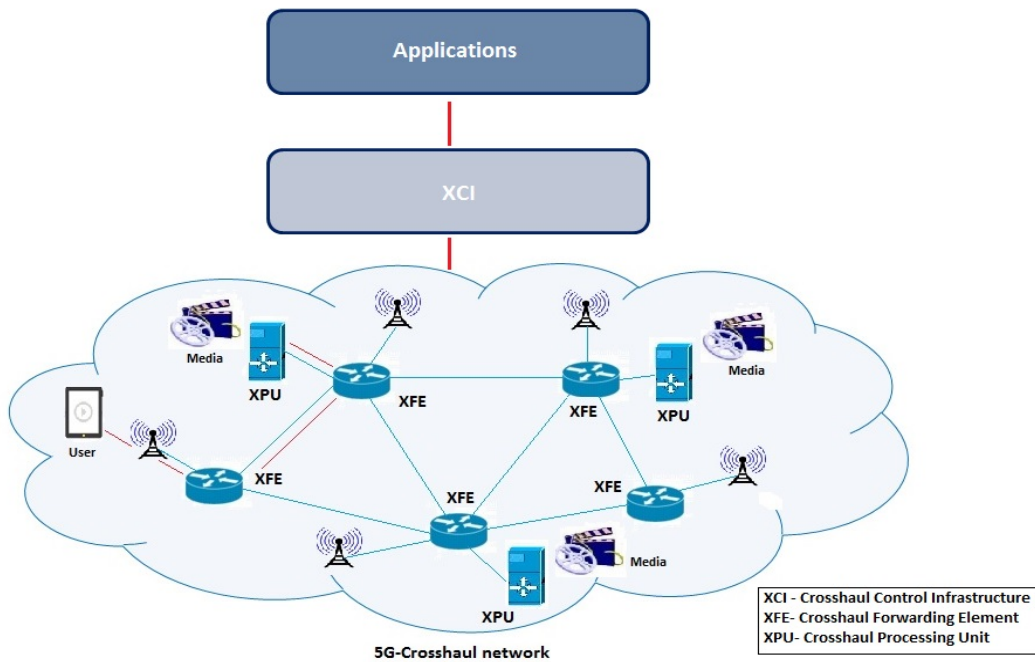 Applications
XCI
Media
XPU
XFE
XFE
XPU
Media
User
XFE
XFE
XFE
Media
XPU
5G-Crosshaul network
XCI - Crosshaul Control Infrastructure
XFE- Crosshaul Forwarding Element
XPU- Crosshaul Processing Unit